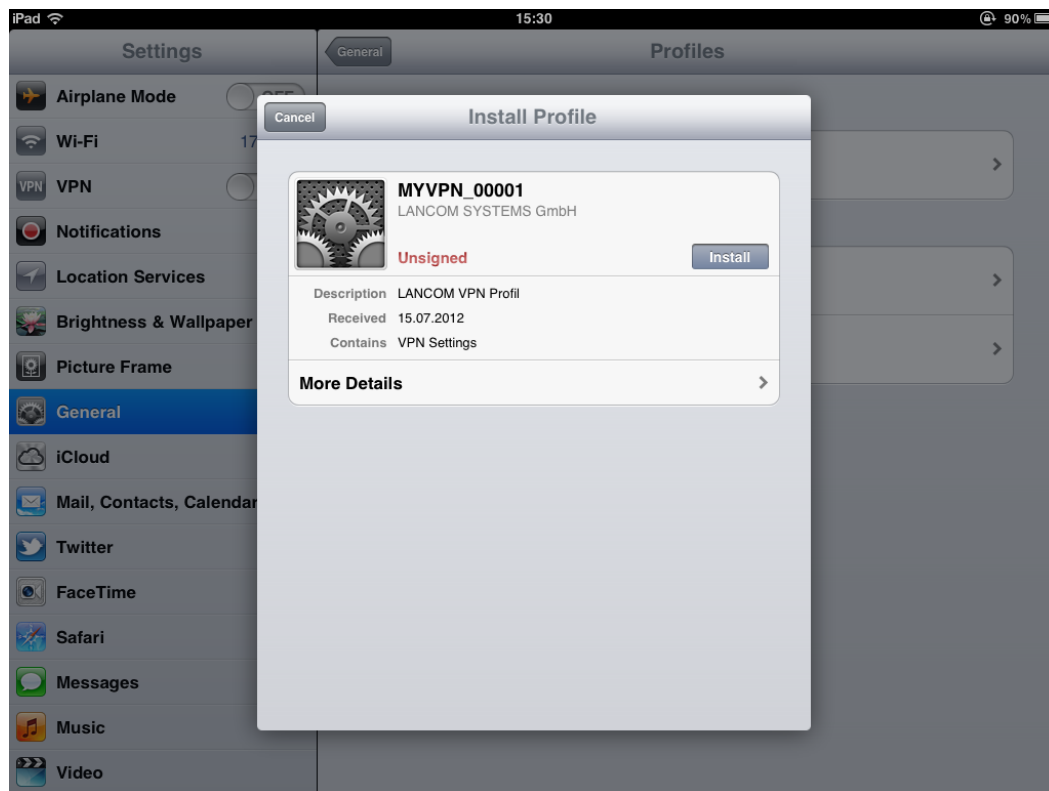 iPad 15:30 90%
Settings
General
Profiles
Airplane Mode
Wi-Fi 17
VPN VPN
Notifications
Location Services
Brightness & Wallpaper
Picture Frame
General
iCloud
Mail, Contacts, Calendar
Twitter
FaceTime
Safari
Messages
Music
Video
Cancel
Install Profile
MYVPN_00001
LANCOM SYSTEMS GmbH
Unsigned
Install
Description LANCOM VPN Profil
Received 15.07.2012
Contains VPN Settings
More Details